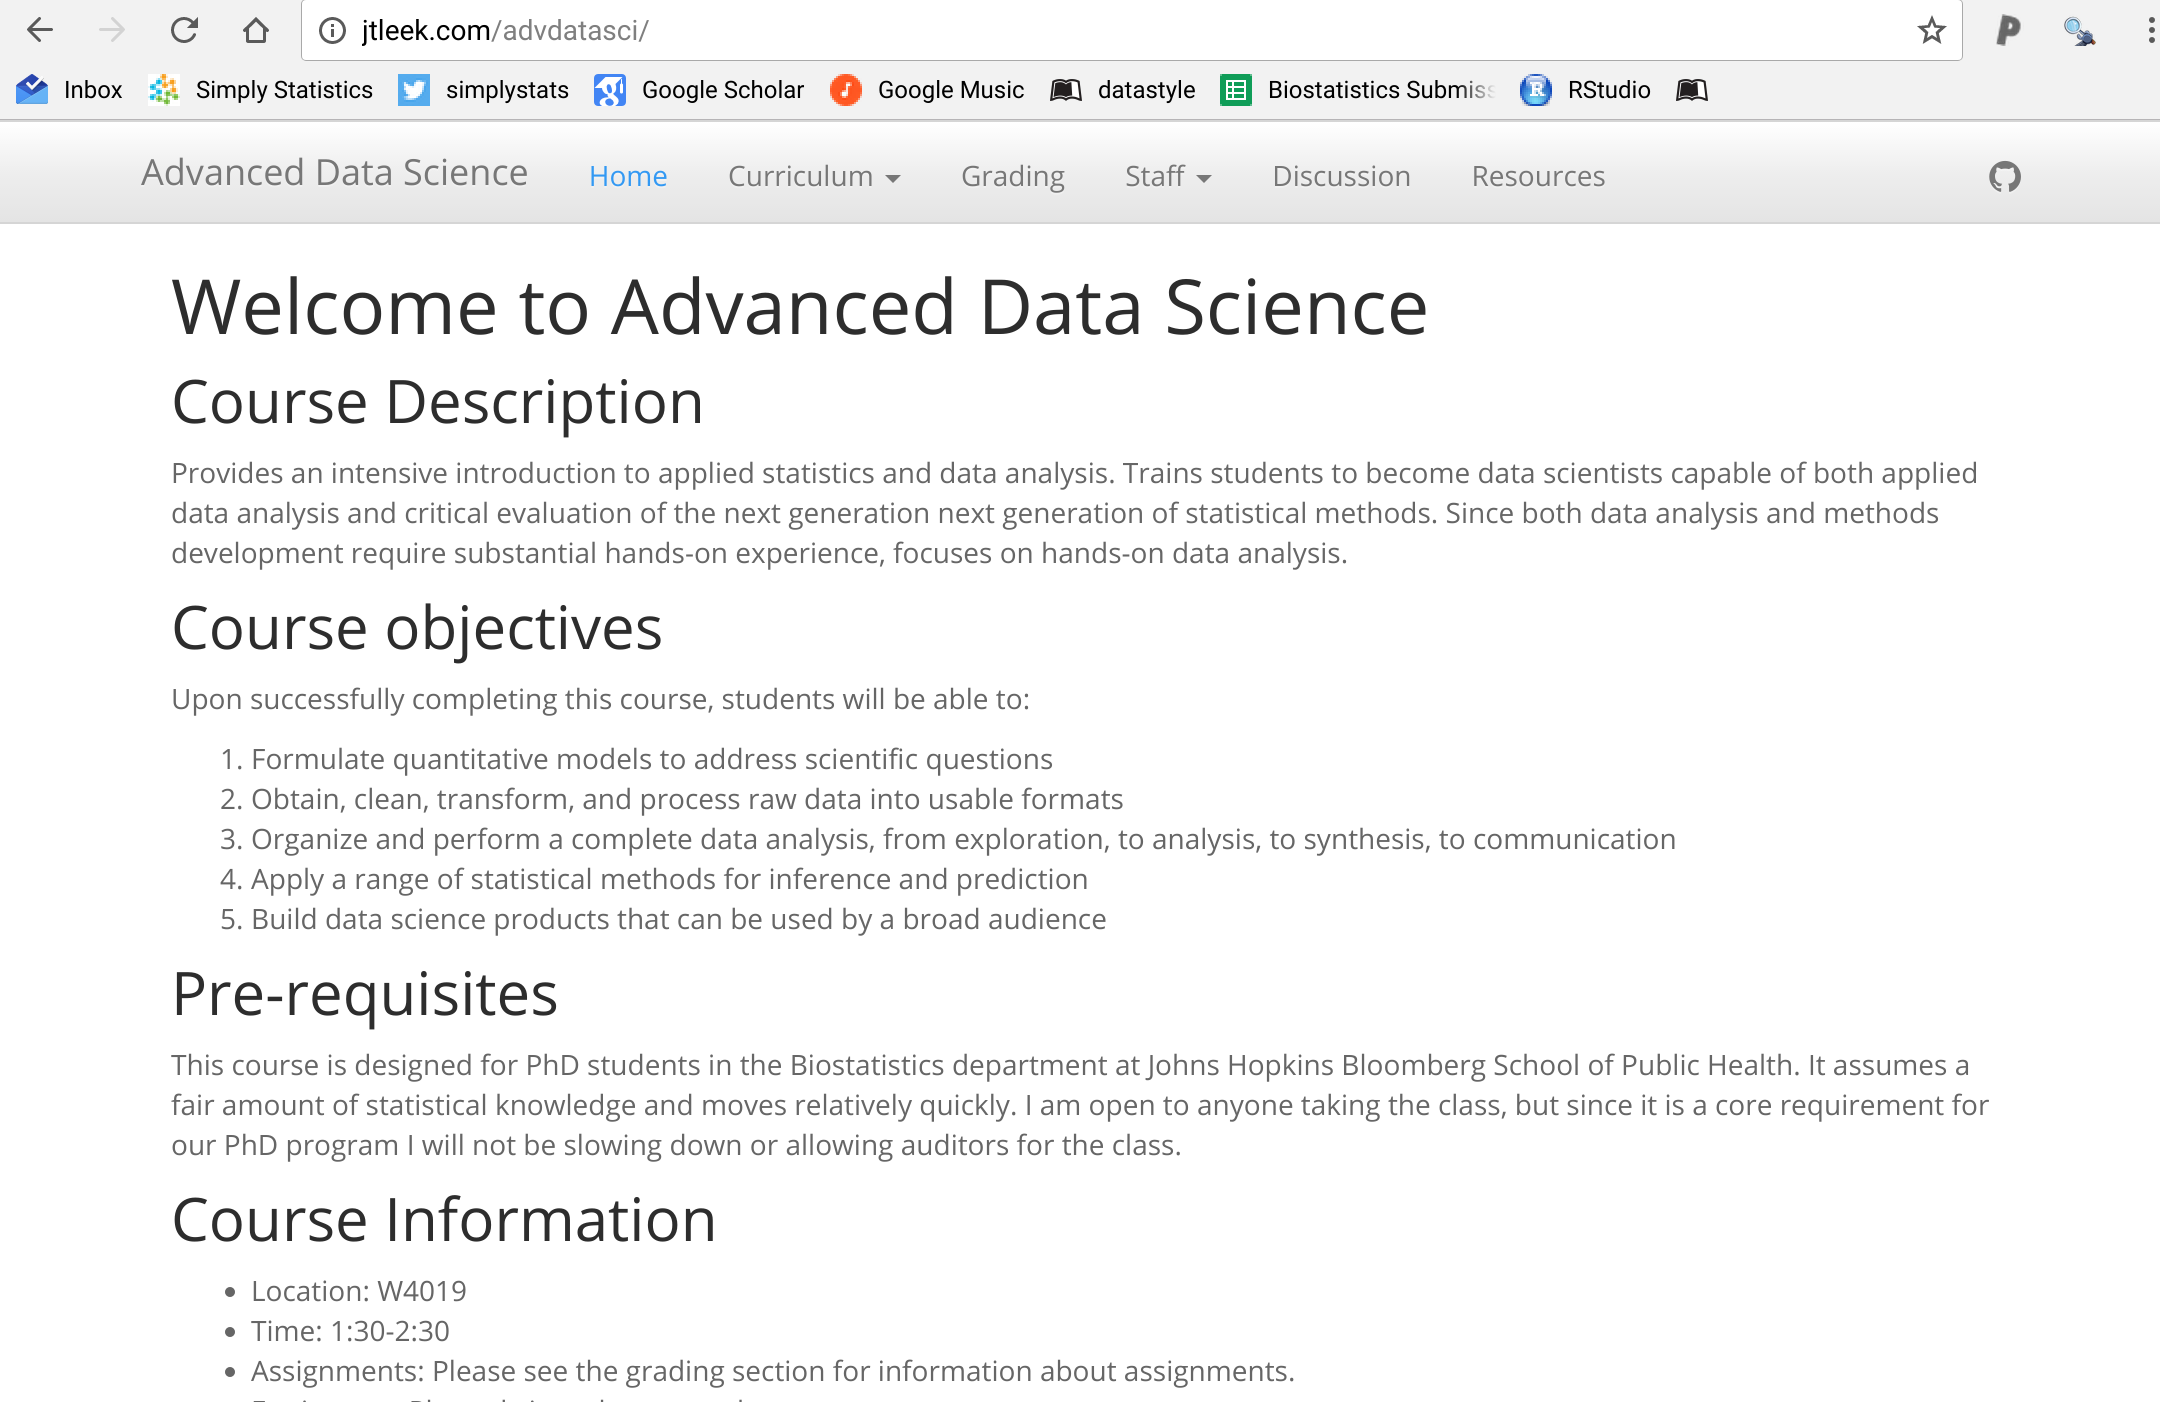 jtleek.com/advdatasci/
Inbox Simply Statistics simplystats Google Scholar Google Music datastyle Biostatistics Submiss RStudio
Advanced Data Science Home Curriculum Grading Staff Discussion Resources
Welcome to Advanced Data Science
Course Description
Provides an intensive introduction to applied statistics and data analysis. Trains students to become data scientists capable of both applied
data analysis and critical evaluation of the next generation next generation of statistical methods. Since both data analysis and methods
development require substantial hands-on experience, focuses on hands-on data analysis.
Course objectives
Upon successfully completing this course, students will be able to:
1. Formulate quantitative models to address scientific questions
2. Obtain, clean, transform, and process raw data into usable formats
3. Organize and perform a complete data analysis, from exploration, to analysis, to synthesis, to communication
4. Apply a range of statistical methods for inference and prediction
5. Build data science products that can be used by a broad audience
Pre-requisites
This course is designed for PhD students in the Biostatistics department at Johns Hopkins Bloomberg School of Public Health. It assumes a
fair amount of statistical knowledge and moves relatively quickly. I am open to anyone taking the class, but since it is a core requirement for
our PhD program I will not be slowing down or allowing auditors for the class.
Course Information
• Location: W4019
• Time: 1:30-2:30
• Assignments: Please see the grading section for information about assignments.